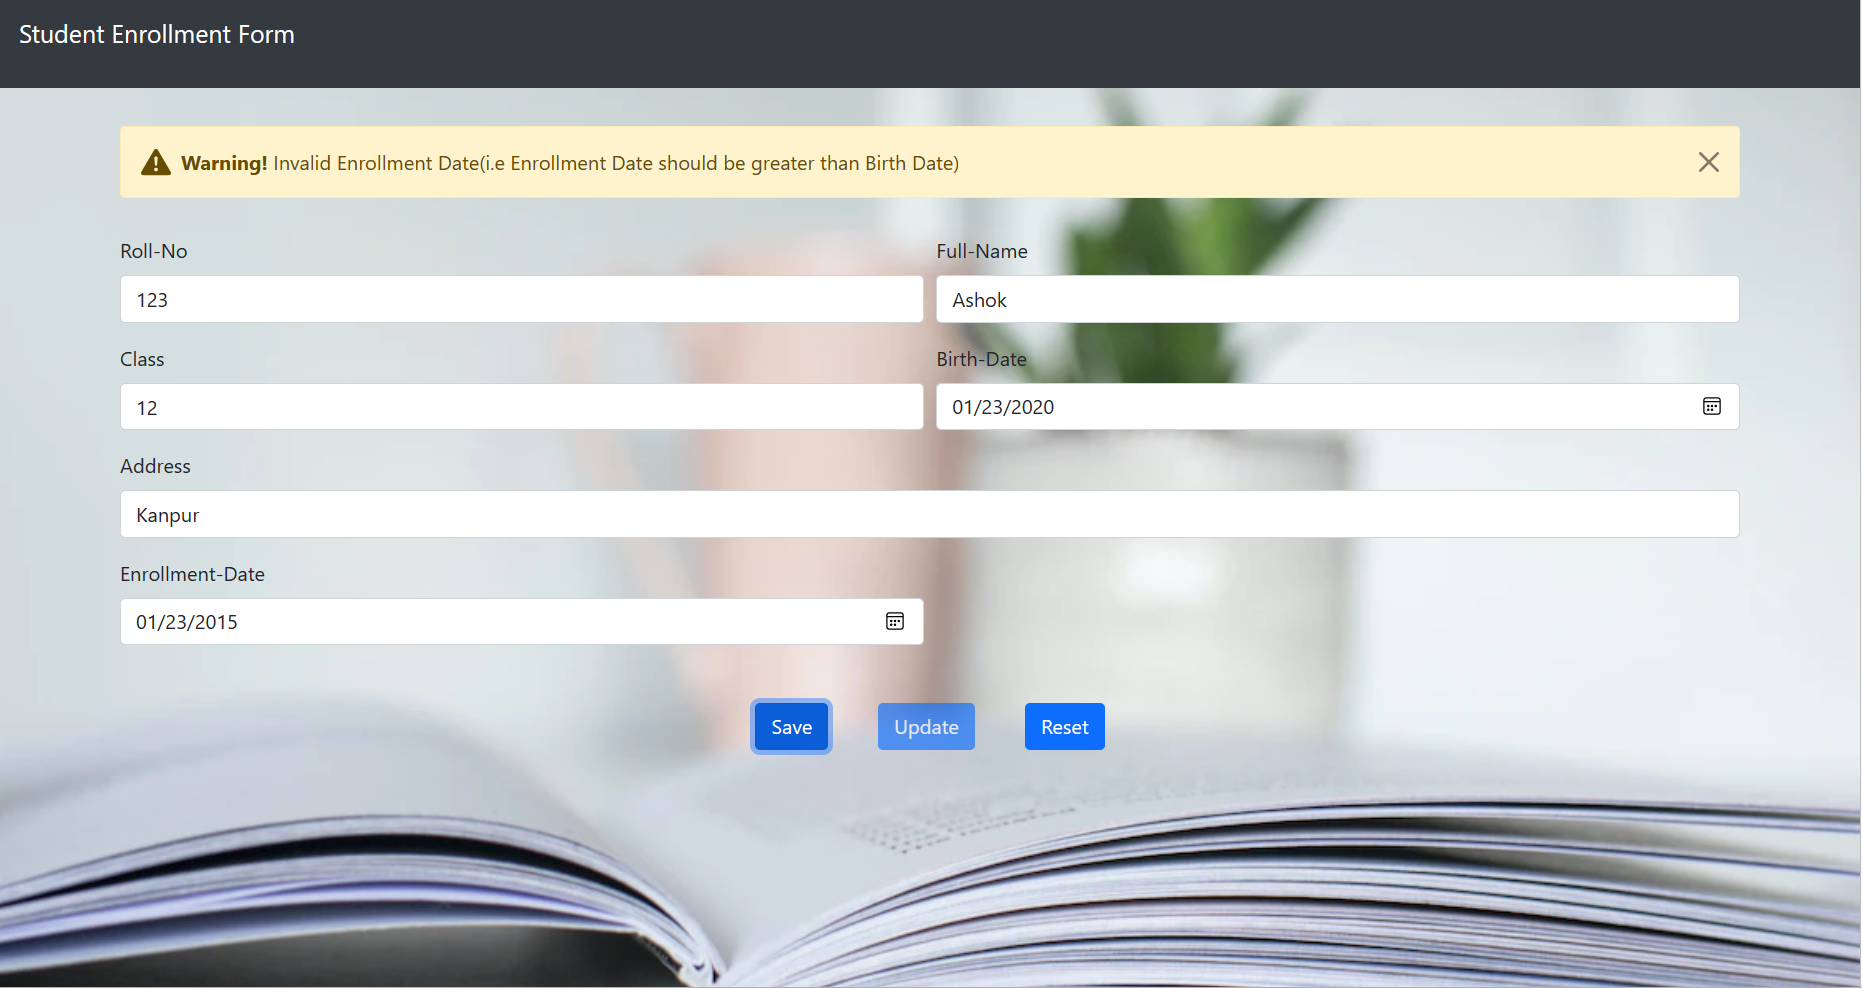 Student Enrollment Form
Warning! Invalid Enrollment Date(i.e Enrollment Date should be greater than Birth Date)
Roll-No
Full-Name
123
Ashok
Class
Birth-Date
12
01/23/2020
Address
Kanpur
Enrollment-Date
01/23/2015
Save
Update
Reset